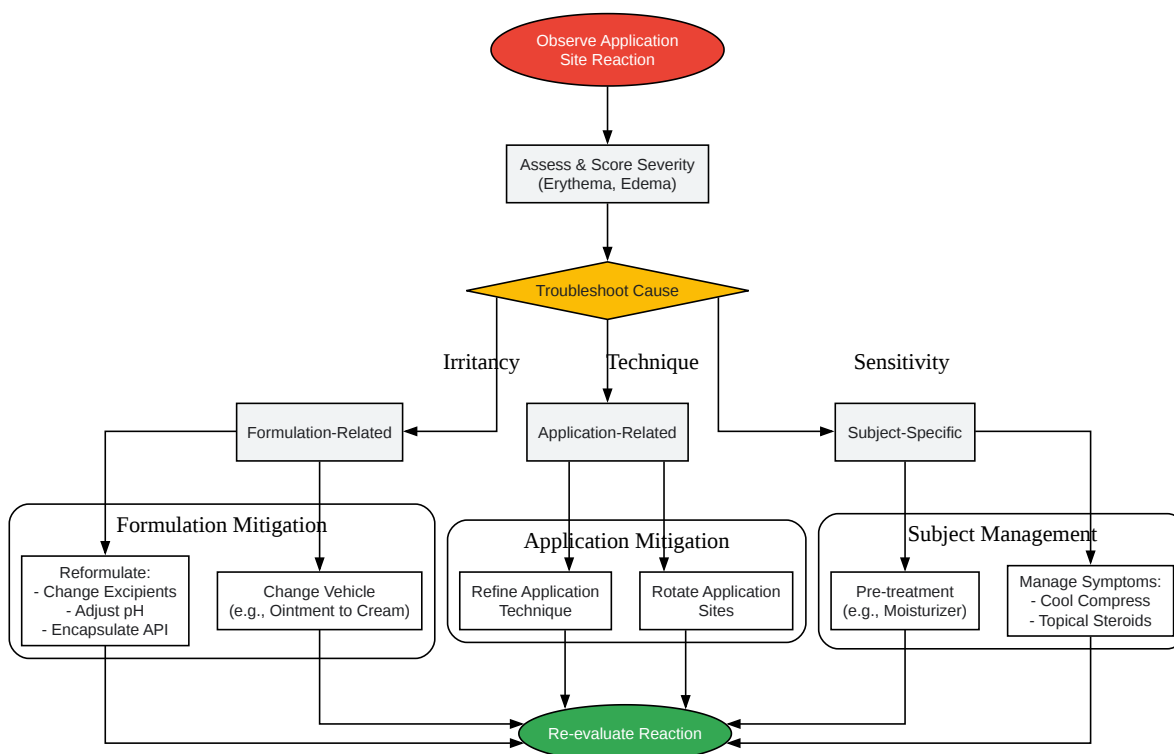 Observe Application
Site Reaction
Assess & Score Severity
(Erythema, Edema)
Troubleshoot Cause
Irritancy
Technique
Sensitivity
Formulation-Related
Application-Related
Subject-Specific
Formulation Mitigation
Application Mitigation
Subject Management
Reformulate:
- Change Excipients
- Adjust pH
- Encapsulate API
Change Vehicle
(e.g., Ointment to Cream)
Refine Application
Technique
Rotate Application
Sites
Pre-treatment
(e.g., Moisturizer)
Manage Symptoms:
- Cool Compress
- Topical Steroids
Re-evaluate Reaction